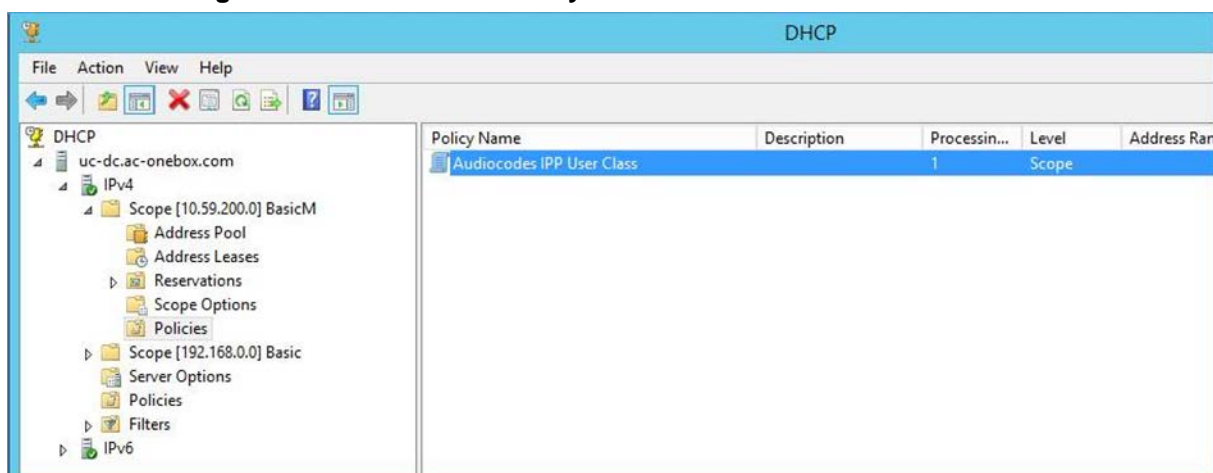 DHCP
File Action View Help
DHCP
uc-dc.ac-onebox.com
IPv4
Scope [10.59.200.0] BasicM
Address Pool
Address Leases
Reservations
Scope Options
Policies
Scope [192.168.0.0] Basic
Server Options
Policies
Filters
IPv6
Policy Name Description Processin... Level Address Ran
Audiocodes IPP User Class 1 Scope